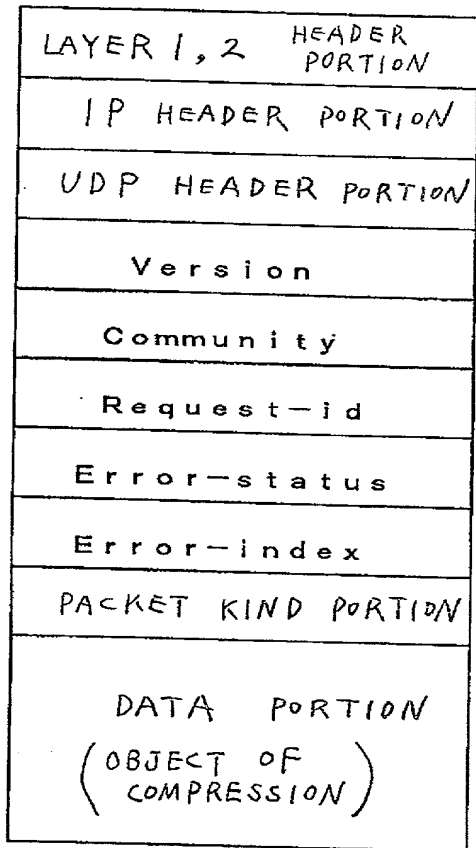 LAYER 1, 2 HEADER
PORTION
IP HEADER PORTION
UDP HEADER PORTION
Version
Community
Request-id
Error-status
Error-index
PACKET KIND PORTION
DATA PORTION
(OBJECT OF
COMPRESSION)